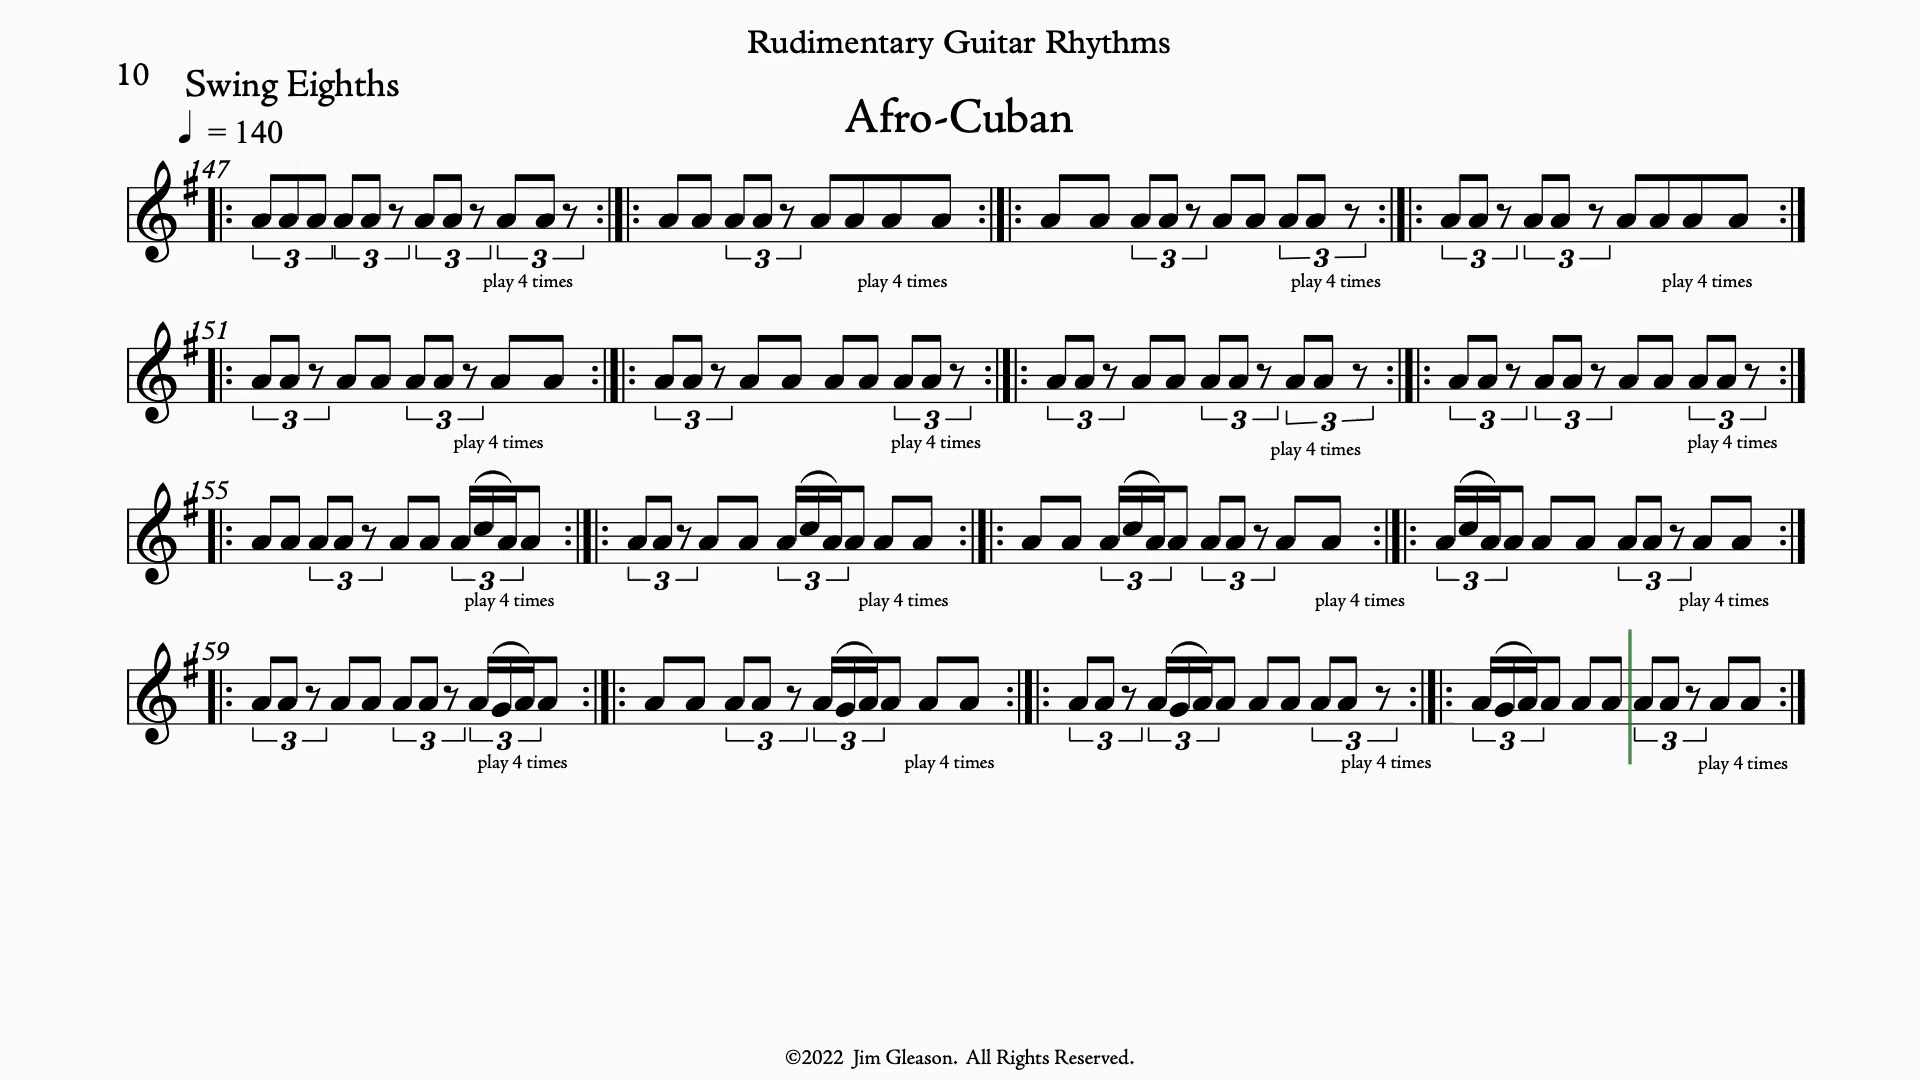 Rudimentary Guitar Rhythms
10 Swing Eighths
= 140
Afro-Cuban
147
3 3 3 3 3 3 3 3 3
play 4 times play 4 times play 4 times play 4 times
151
3 3 3 3 3 3 3 3 3 3
play 4 times play 4 times play 4 times play 4 times
155
3 3 3 3 3 3 3 3
play 4 times play 4 times play 4 times play 4 times
159
3 3 3 3 3 3 3 3 3 3
play 4 times play 4 times play 4 times play 4 times
©2022 Jim Gleason. All Rights Reserved.